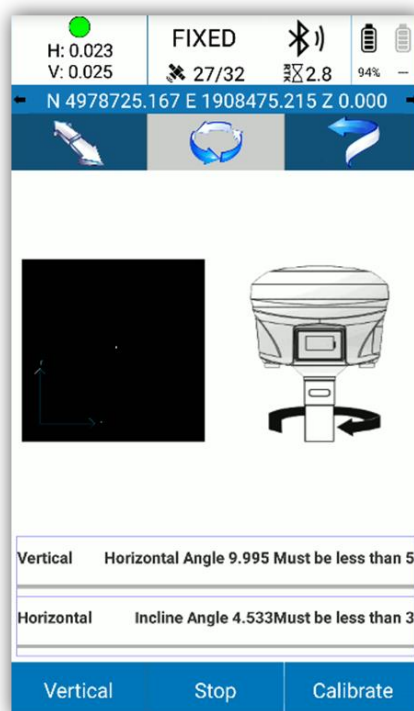 H: 0.023
V: 0.025
FIXED
27/32
RTK 2.8
94%
--
N 4978725.167 E 1908475.215 Z 0.000
Vertical Horizontal Angle 9.995 Must be less than 5
Horizontal Incline Angle 4.533Must be less than 3
Vertical Stop Calibrate